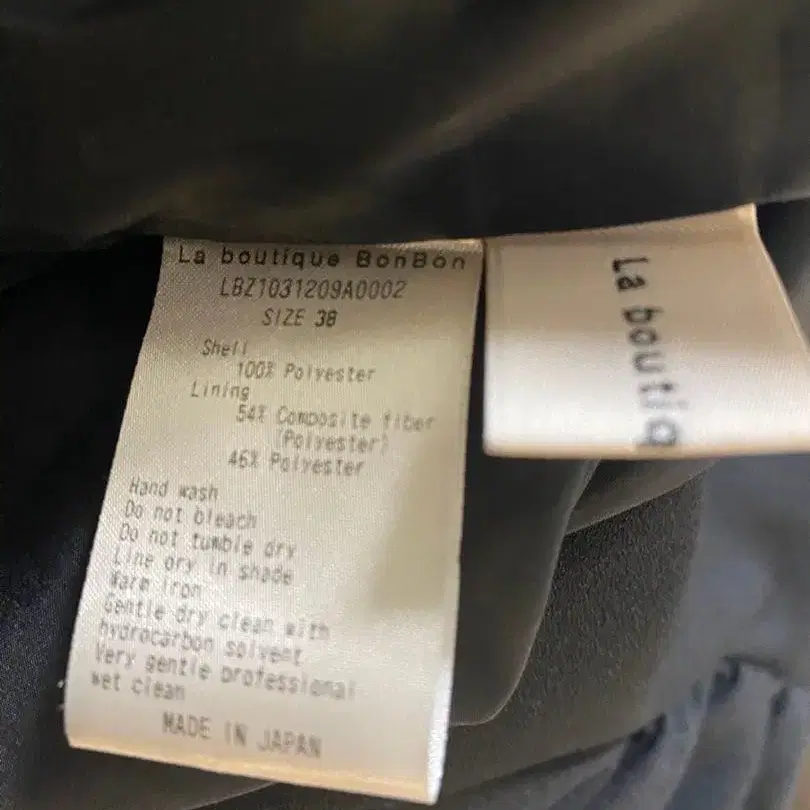 La boutique BonBon
LBZ1031209A0002
SIZE 38
Shell
100% Polyester
Lining
54% Composite fiber
(Polyester)
46% Polyester
Hand wash
Do not bleach
Do not tumble dry
Line dry in shade
Warm iron
Gentle dry clean with
hydrocarbon solvent
Very gentle professional
wet clean
MADE IN JAPAN
La boutiq